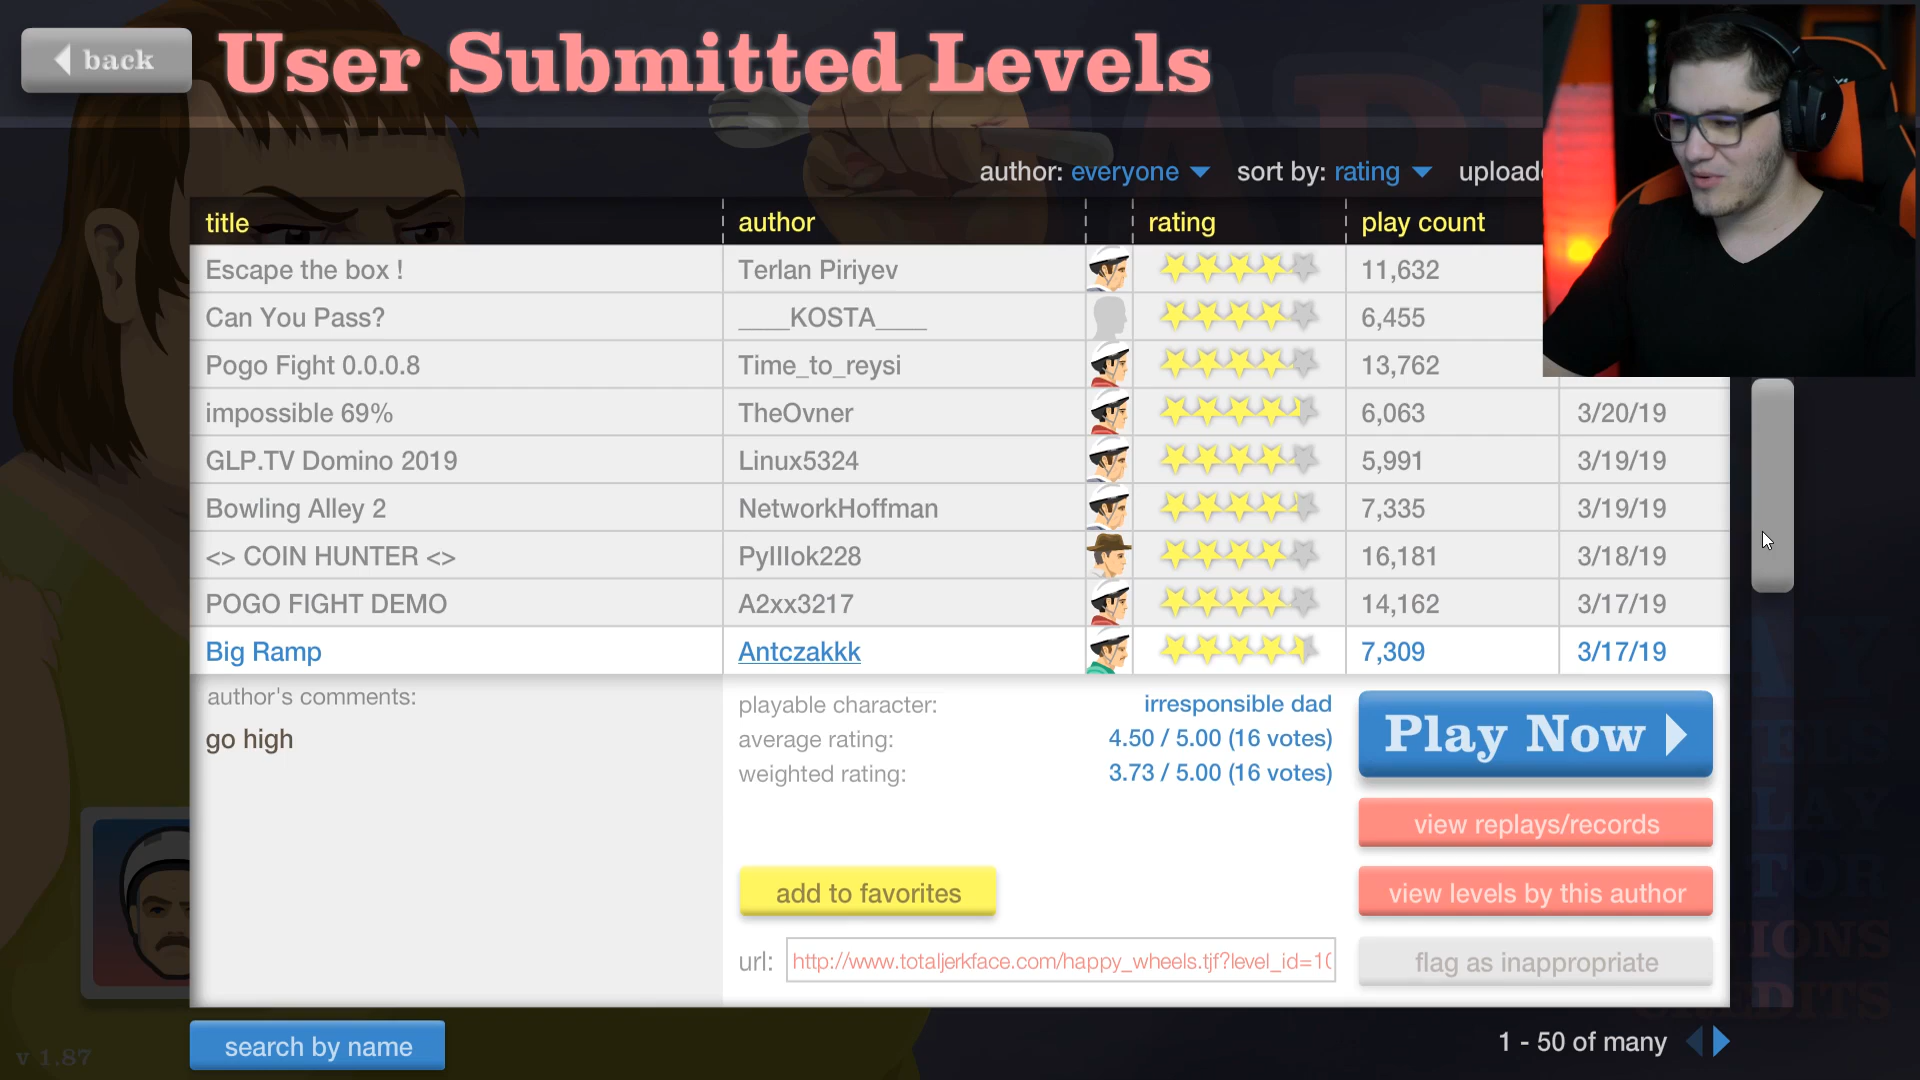 back
User Submitted Levels
author: everyone sort by: rating
title author rating play count
Escape the box ! Terlan Piriyev 11,632
Can You Pass? ____KOSTA____ 6,455
Pogo Fight 0.0.0.8 Time_to_reysi 13,762
impossible 69% TheOvner 6,063 3/20/19
GLP.TV Domino 2019 Linux5324 5,991 3/19/19
Bowling Alley 2 NetworkHoffman 7,335 3/19/19
<> COIN HUNTER <> PyIIIok228 16,181 3/18/19
POGO FIGHT DEMO A2xx3217 14,162 3/17/19
Big Ramp Antczakkk 7,309 3/17/19
author's comments:
go high
playable character: irresponsible dad
average rating: 4.50 / 5.00 (16 votes)
weighted rating: 3.73 / 5.00 (16 votes)
Play Now
view replays/records
add to favorites
view levels by this author
url: http://www.totaljerkface.com/happy_wheels.tjf?level_id=1
flag as inappropriate
search by name
1 - 50 of many
v 1.87